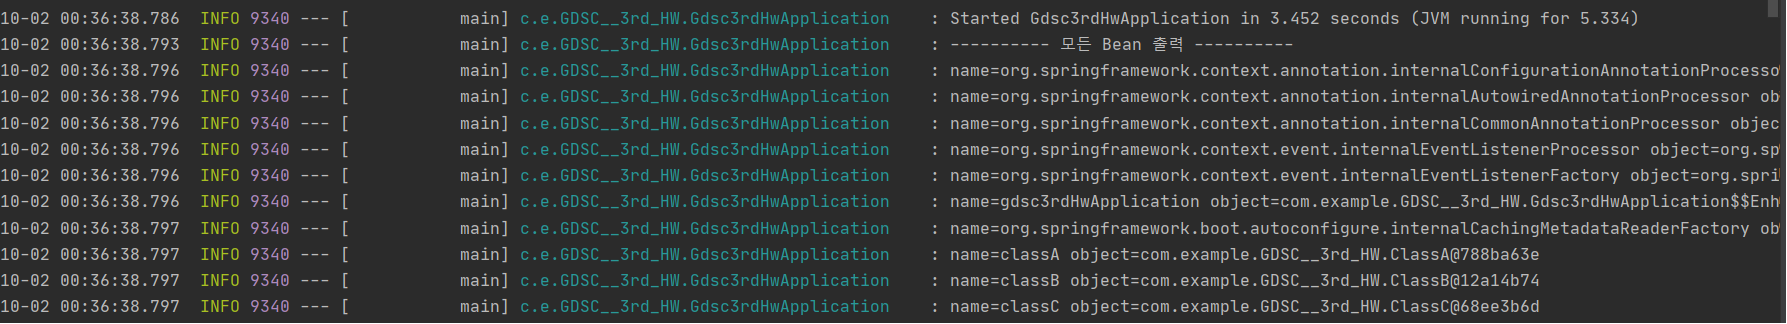 10-02 00:36:38.786  INFO 9340 --- [           main] c.e.GDSC__3rd_HW.Gdsc3rdHwApplication    : Started Gdsc3rdHwApplication in 3.452 seconds (JVM running for 5.334)
10-02 00:36:38.793  INFO 9340 --- [           main] c.e.GDSC__3rd_HW.Gdsc3rdHwApplication    : ---------- 모든 Bean 출력 ----------
10-02 00:36:38.796  INFO 9340 --- [           main] c.e.GDSC__3rd_HW.Gdsc3rdHwApplication    : name=org.springframework.context.annotation.internalConfigurationAnnotationProcesso
10-02 00:36:38.796  INFO 9340 --- [           main] c.e.GDSC__3rd_HW.Gdsc3rdHwApplication    : name=org.springframework.context.annotation.internalAutowiredAnnotationProcessor ob
10-02 00:36:38.796  INFO 9340 --- [           main] c.e.GDSC__3rd_HW.Gdsc3rdHwApplication    : name=org.springframework.context.annotation.internalCommonAnnotationProcessor objec
10-02 00:36:38.796  INFO 9340 --- [           main] c.e.GDSC__3rd_HW.Gdsc3rdHwApplication    : name=org.springframework.context.event.internalEventListenerProcessor object=org.sp
10-02 00:36:38.796  INFO 9340 --- [           main] c.e.GDSC__3rd_HW.Gdsc3rdHwApplication    : name=org.springframework.context.event.internalEventListenerFactory object=org.spri
10-02 00:36:38.796  INFO 9340 --- [           main] c.e.GDSC__3rd_HW.Gdsc3rdHwApplication    : name=gdsc3rdHwApplication object=com.example.GDSC__3rd_HW.Gdsc3rdHwApplication$$Enh
10-02 00:36:38.797  INFO 9340 --- [           main] c.e.GDSC__3rd_HW.Gdsc3rdHwApplication    : name=org.springframework.boot.autoconfigure.internalCachingMetadataReaderFactory ob
10-02 00:36:38.797  INFO 9340 --- [           main] c.e.GDSC__3rd_HW.Gdsc3rdHwApplication    : name=classA object=com.example.GDSC__3rd_HW.ClassA@788ba63e
10-02 00:36:38.797  INFO 9340 --- [           main] c.e.GDSC__3rd_HW.Gdsc3rdHwApplication    : name=classB object=com.example.GDSC__3rd_HW.ClassB@12a14b74
10-02 00:36:38.797  INFO 9340 --- [           main] c.e.GDSC__3rd_HW.Gdsc3rdHwApplication    : name=classC object=com.example.GDSC__3rd_HW.ClassC@68ee3b6d